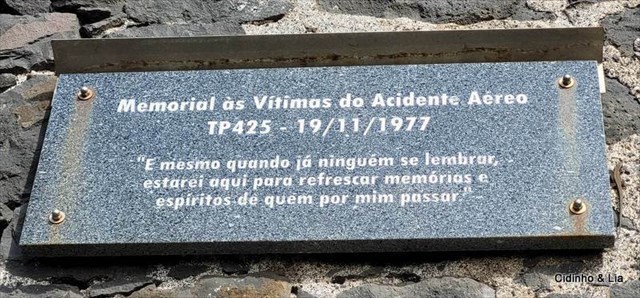 Memorial às Vítimas do Acidente Aéreo
TP425 - 19/11/1977
"E mesmo quando já ninguém se lembrar,
estarei aqui para refrescar memórias e
espíritos de quem por mim passar."
Cidinho & Lia